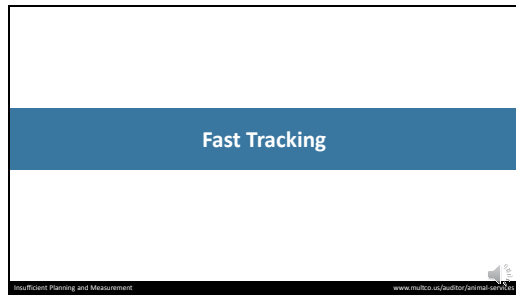 Fast Tracking
Insufficient Planning and Measurement
www.multco.us/auditor/animal-services